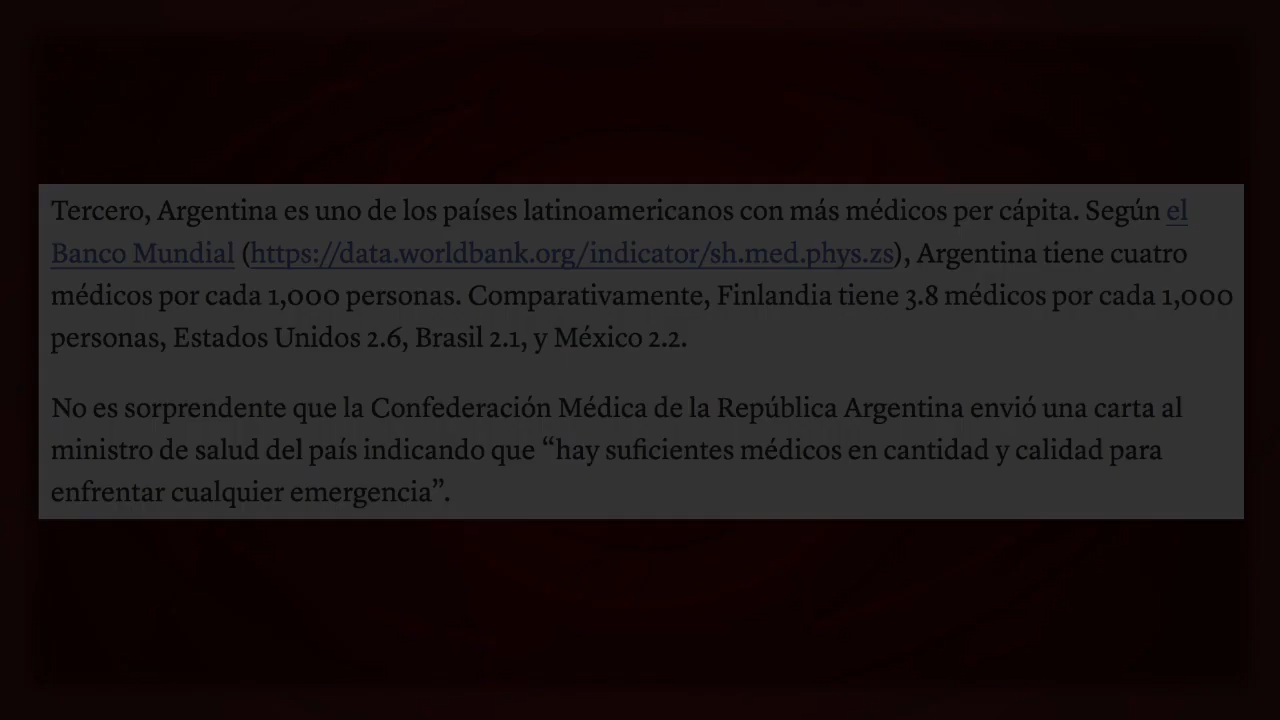 Tercero, Argentina es uno de los países latinoamericanos con más médicos per cápita. Según el
Banco Mundial (https://data.worldbank.org/indicator/sh.med.phys.zs), Argentina tiene cuatro
médicos por cada 1,000 personas. Comparativamente, Finlandia tiene 3.8 médicos por cada 1,000
personas, Estados Unidos 2.6, Brasil 2.1, y México 2.2.
No es sorprendente que la Confederación Médica de la República Argentina envió una carta al
ministro de salud del país indicando que “hay suficientes médicos en cantidad y calidad para
enfrentar cualquier emergencia”.